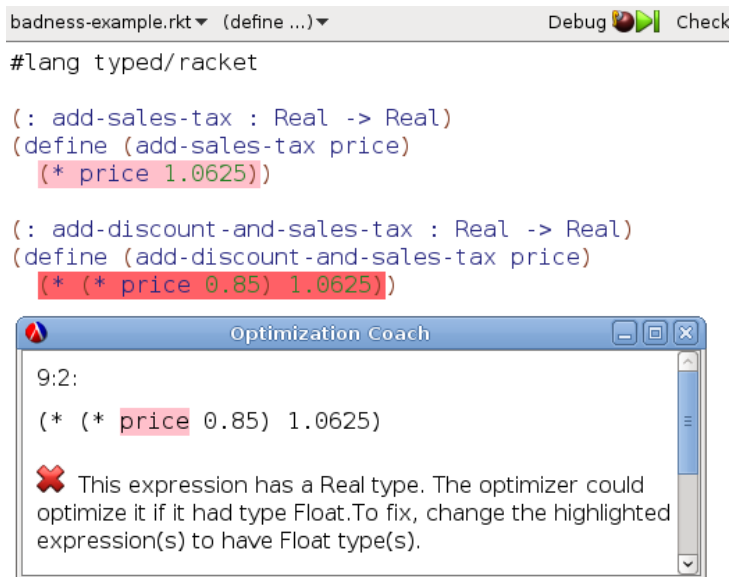 badness-example.rkt (define ...) Debug Check
#lang typed/racket
(: add-sales-tax : Real -> Real)
(define (add-sales-tax price)
(* price 1.0625))
(: add-discount-and-sales-tax : Real -> Real)
(define (add-discount-and-sales-tax price)
(* (* price 0.85) 1.0625))
Optimization Coach
9:2:
(* (* price 0.85) 1.0625)
This expression has a Real type. The optimizer could
optimize it if it had type Float.To fix, change the highlighted
expression(s) to have Float type(s).